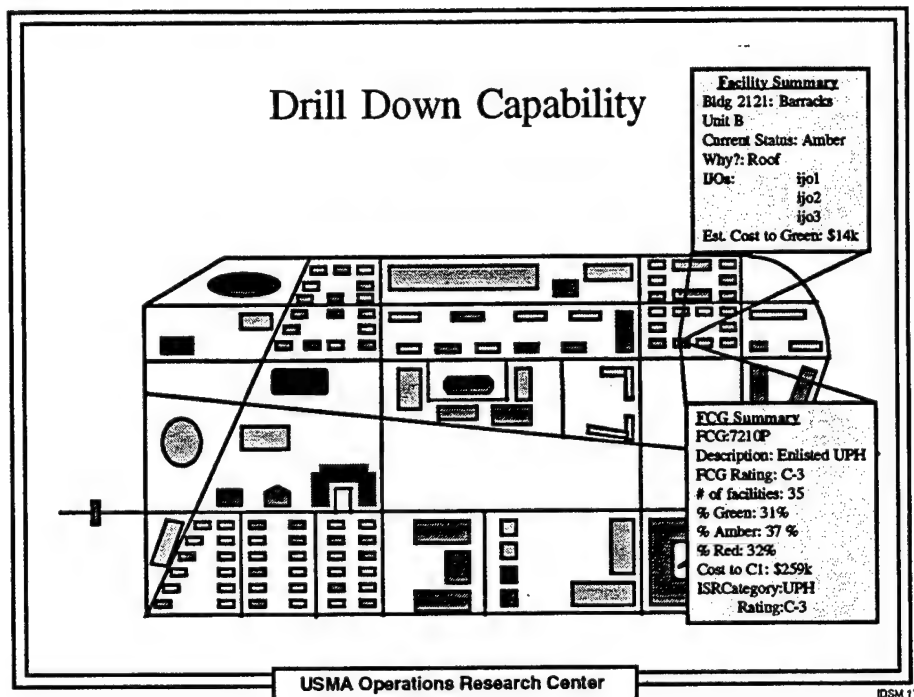 Drill Down Capability
Facility Summary
Bldg 2121: Barracks
Unit B
Current Status: Amber
Why?: Roof
IJOs: ijo1
ijo2
ijo3
Est. Cost to Green: $14k
FCG Summary
FCG:7210P
Description: Enlisted UPH
FCG Rating: C-3
# of facilities: 35
% Green: 31%
% Amber: 37 %
% Red: 32%
Cost to C1: $259k
ISRCategory:UPH
Rating:C-3
USMA Operations Research Center